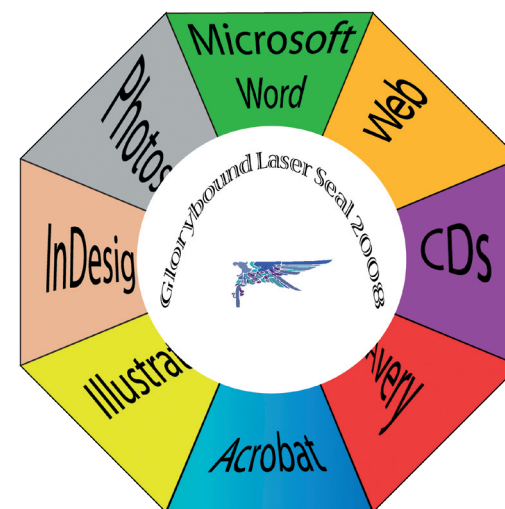 Microsoft
Word
Web
CDs
Avery
Acrobat
Illustrat
InDesig
Photos
Glorybound Laser Seal 2008